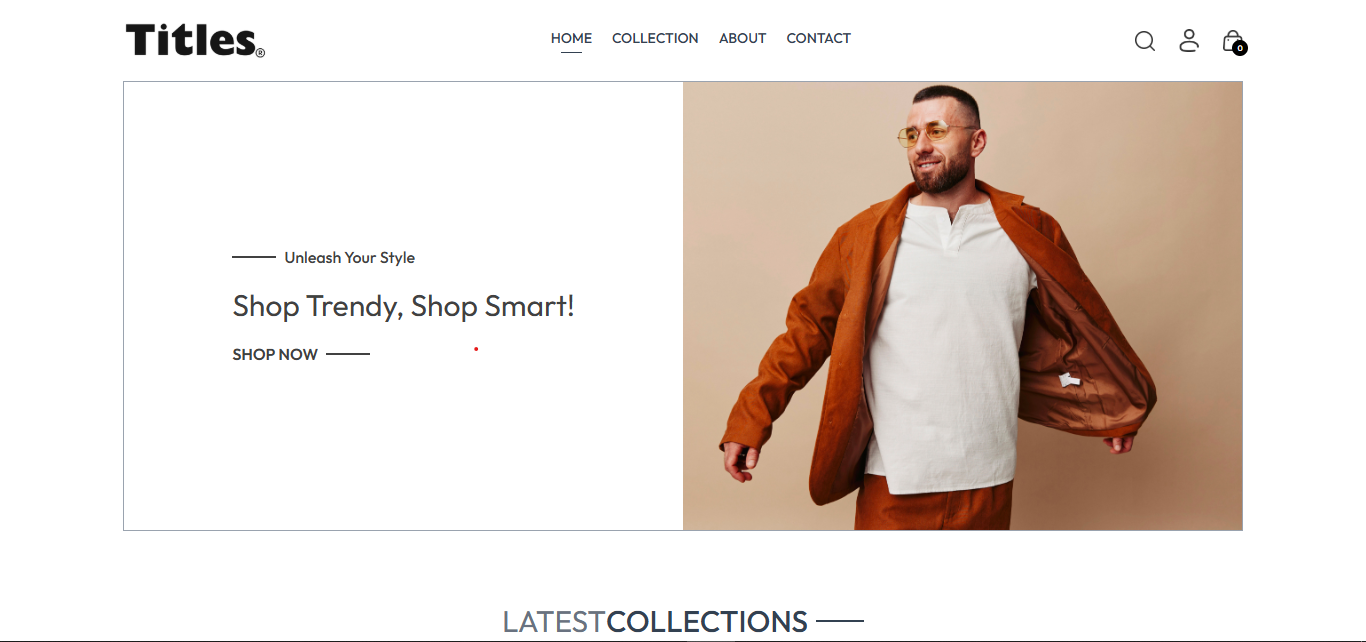 Titles®
HOME COLLECTION ABOUT CONTACT
0
Unleash Your Style
Shop Trendy, Shop Smart!
SHOP NOW
LATESTCOLLECTIONS